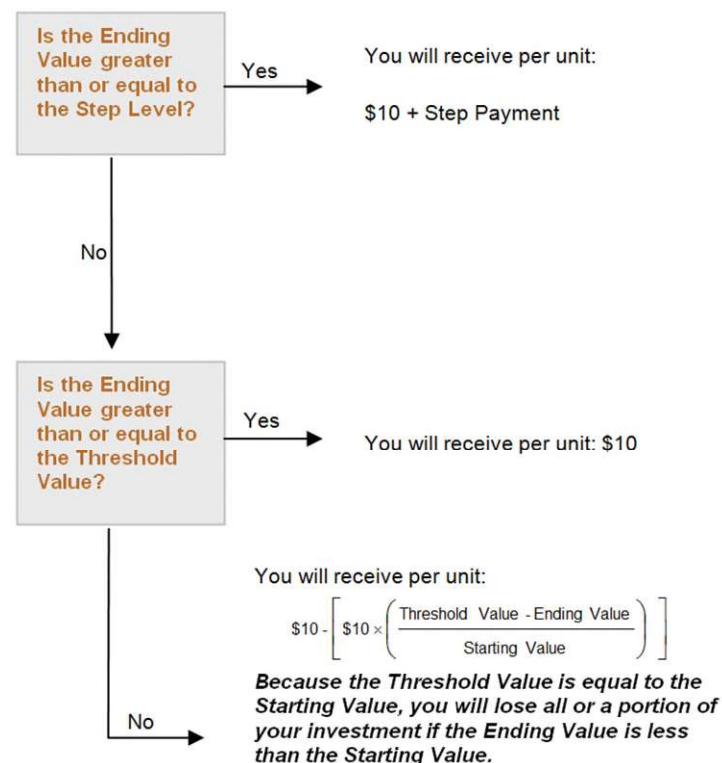 Is the Ending
Value greater
than or equal to
the Step Level?
Yes
You will receive per unit:
$10 + Step Payment
No
Is the Ending
Value greater
than or equal to
the Threshold
Value?
Yes
You will receive per unit: $10
You will receive per unit:
$10 - [ $10 × ( Threshold Value - Ending Value / Starting Value ) ]
Because the Threshold Value is equal to the
Starting Value, you will lose all or a portion of
your investment if the Ending Value is less
than the Starting Value.
No